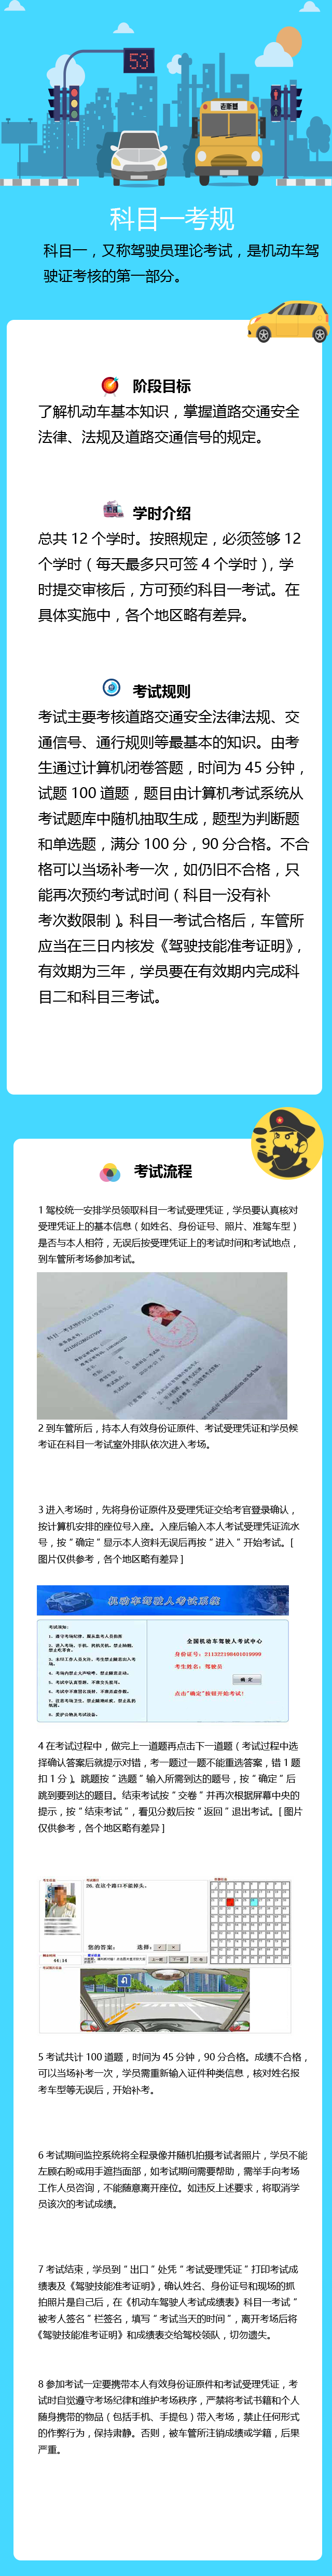 53
老斯基
科目一考规
科目一，又称驾驶员理论考试，是机动车驾
驶证考核的第一部分。
阶段目标
了解机动车基本知识，掌握道路交通安全
法律、法规及道路交通信号的规定。
学时介绍
总共 12 个学时。按照规定，必须签够 12
个学时（每天最多只可签 4 个学时），学
时提交审核后，方可预约科目一考试。在
具体实施中，各个地区略有差异。
考试规则
考试主要考核道路交通安全法律法规、交
通信号、通行规则等最基本的知识。由考
生通过计算机闭卷答题，时间为 45 分钟，
试题 100 道题，题目由计算机考试系统从
考试题库中随机抽取生成，题型为判断题
和单选题，满分 100 分，90 分合格。不合
格可以当场补考一次，如仍旧不合格，只
能再次预约考试时间（科目一没有补
考次数限制）。科目一考试合格后，车管所
应当在三日内核发《驾驶技能准考证明》，
有效期为三年，学员要在有效期内完成科
目二和科目三考试。
考试流程
1 驾校统一安排学员领取科目一考试受理凭证，学员要认真核对
受理凭证上的基本信息（如姓名、身份证号、照片、准驾车型）
是否与本人相符，无误后按受理凭证上的考试时间和考试地点，
到车管所考场参加考试。
2 到车管所后，持本人有效身份证原件、考试受理凭证和学员候
考证在科目一考试室外排队依次进入考场。
3 进入考场时，先将身份证原件及受理凭证交给考官登录确认，
按计算机安排的座位号入座。入座后输入本人考试受理凭证流水
号，按“确定”显示本人资料无误后再按“进入”开始考试。[
图片仅供参考，各个地区略有差异 ]
机动车驾驶人考试系统
考试须知：
1、遵守考场纪律，服从监考人员指挥
全国机动车驾驶人考试中心
身份证号：211322198401019999
考生姓名：驾驶员
确 定
点击“确定”按钮开始考试！
4 在考试过程中，做完上一道题再点击下一道题（考试过程中选
择确认答案后就提示对错，考一题过一题不能重选答案，错 1 题
扣 1 分）。跳题按“选题”输入所需到达的题号，按“确定”后
跳到要到达的题目。结束考试按“交卷”并再次根据屏幕中央的
提示，按“结束考试”，看见分数后按“返回”退出考试。[ 图片
仅供参考，各个地区略有差异 ]
26.在这个路口不能掉头。
您的答案： 选择：
5 考试共计 100 道题，时间为 45 分钟，90 分合格。成绩不合格，
可以当场补考一次，学员需重新输入证件种类信息，核对姓名报
考车型等无误后，开始补考。
6 考试期间监控系统将全程录像并随机拍摄考试者照片，学员不能
左顾右盼或用手遮挡面部，如考试期间需要帮助，需举手向考场
工作人员咨询，不能随意离开座位。如违反上述要求，将取消学
员该次的考试成绩。
7 考试结束，学员到“出口”处凭“考试受理凭证”打印考试成
绩表及《驾驶技能准考证明》，确认姓名、身份证号和现场的抓
拍照片是自己后，在《机动车驾驶人考试成绩表》科目一考试“
被考人签名”栏签名，填写“考试当天的时间”，离开考场后将
《驾驶技能准考证明》和成绩表交给驾校领队，切勿遗失。
8 参加考试一定要携带本人有效身份证原件和考试受理凭证，考
试时自觉遵守考场纪律和维护考场秩序，严禁将考试书籍和个人
随身携带的物品（包括手机、手提包）带入考场，禁止任何形式
的作弊行为，保持肃静。否则，被车管所注销成绩或学籍，后果
严重。